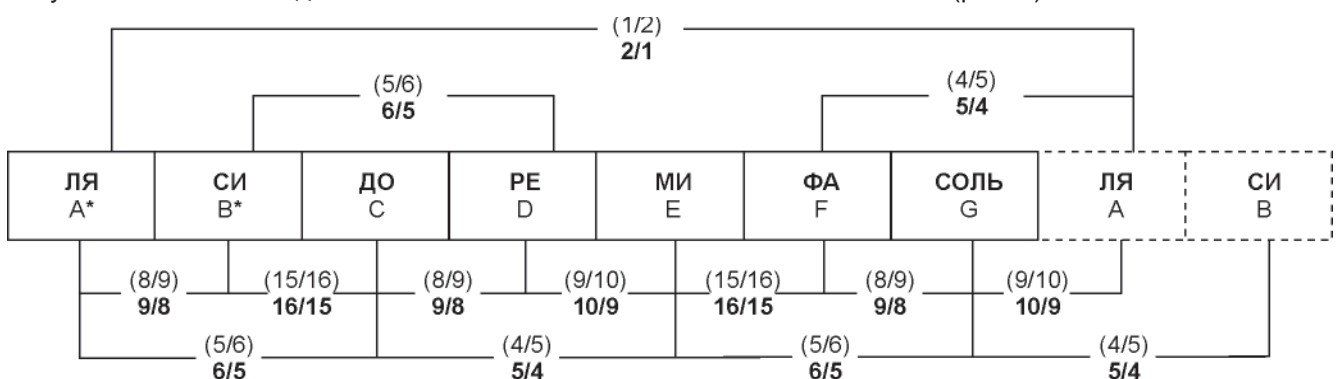 (1/2)
2/1
(5/6) (4/5)
6/5 5/4
ЛЯ СИ ДО РЕ МИ ФА СОЛЬ ЛЯ СИ
A* B* C D E F G A B
(8/9) (15/16) (8/9) (9/10) (15/16) (8/9) (9/10)
9/8 16/15 9/8 10/9 16/15 9/8 10/9
(5/6) (4/5) (5/6) (4/5)
6/5 5/4 6/5 5/4